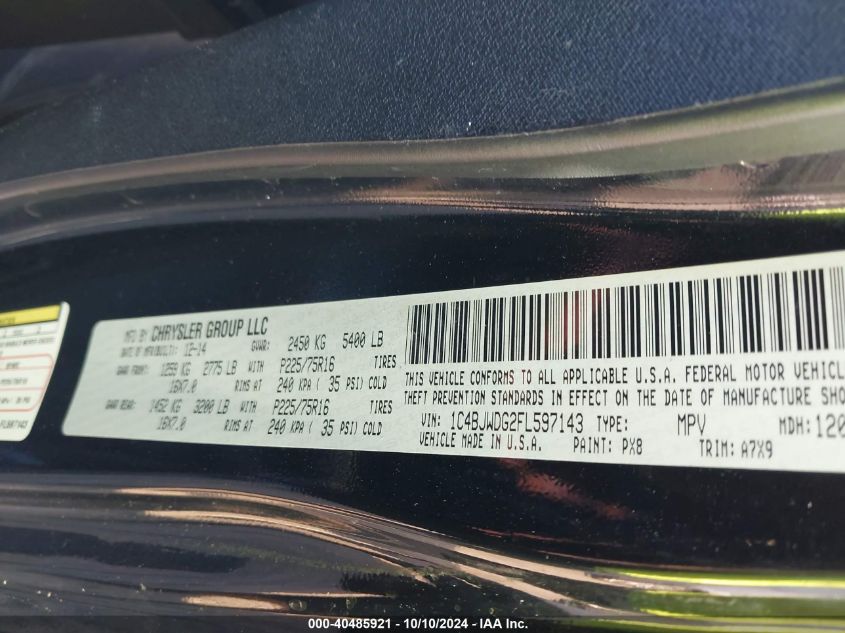 MFG BY CHRYSLER GROUP LLC
DATE OF MFR(BUILT): 12-14 GVWR: 2450 KG 5400 LB
GAWR FRONT: 1259 KG 2775 LB WITH P225/75R16 TIRES
16X7.0 RIMS AT 240 KPA ( 35 PSI) COLD
GAWR REAR: 1452 KG 3200 LB WITH P225/75R16 TIRES
16X7.0 RIMS AT 240 KPA ( 35 PSI) COLD
THIS VEHICLE CONFORMS TO ALL APPLICABLE U.S.A. FEDERAL MOTOR VEHICLE
THEFT PREVENTION STANDARDS IN EFFECT ON THE DATE OF MANUFACTURE SHO
VIN: 1C4BJWDG2FL597143 TYPE: MPV MDH: 120
VEHICLE MADE IN U.S.A. PAINT: PX8 TRIM: A7X9
000-40485921 - 10/10/2024 - IAA Inc.